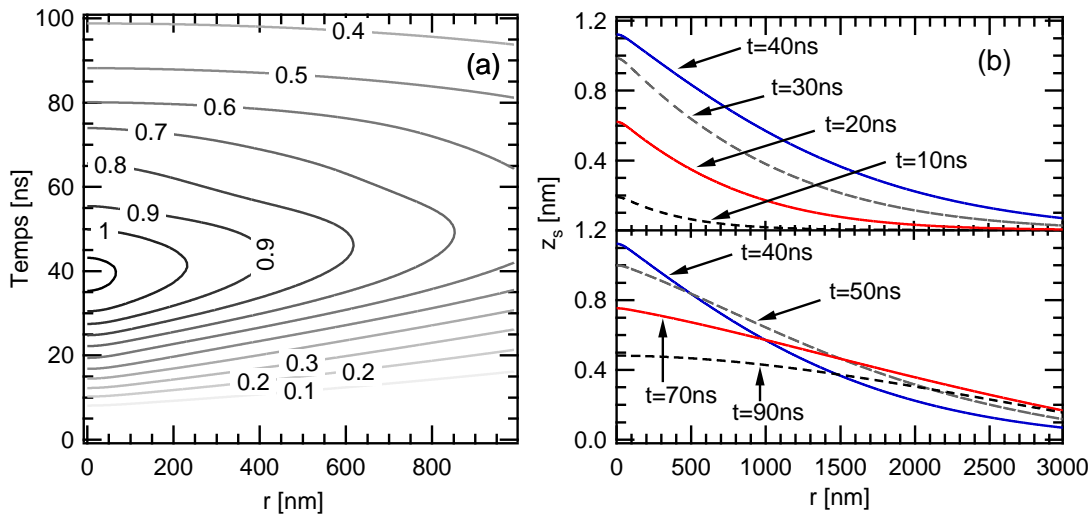 100
80
60
40
20
0
Temps [ns]
0
200
400
600
800
r [nm]
(a)
0.4
0.5
0.6
0.7
0.8
0.9
1
0.9
0.3
0.2
0.2
0.1
1.2
0.8
0.4
1.2
0.8
0.4
0.0
zs [nm]
(b)
t=40ns
t=30ns
t=20ns
t=10ns
t=40ns
t=50ns
t=70ns
t=90ns
0
500
1000
1500
2000
2500
3000
r [nm]